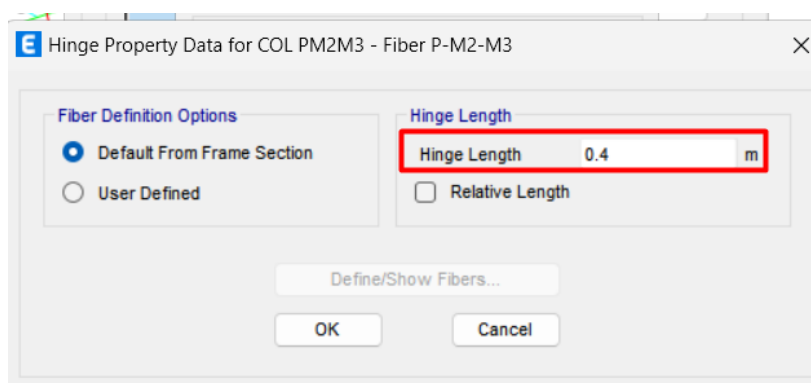 E Hinge Property Data for COL PM2M3 - Fiber P-M2-M3
Fiber Definition Options
Default From Frame Section
User Defined
Hinge Length
Hinge Length 0.4 m
Relative Length
Define/Show Fibers...
OK Cancel